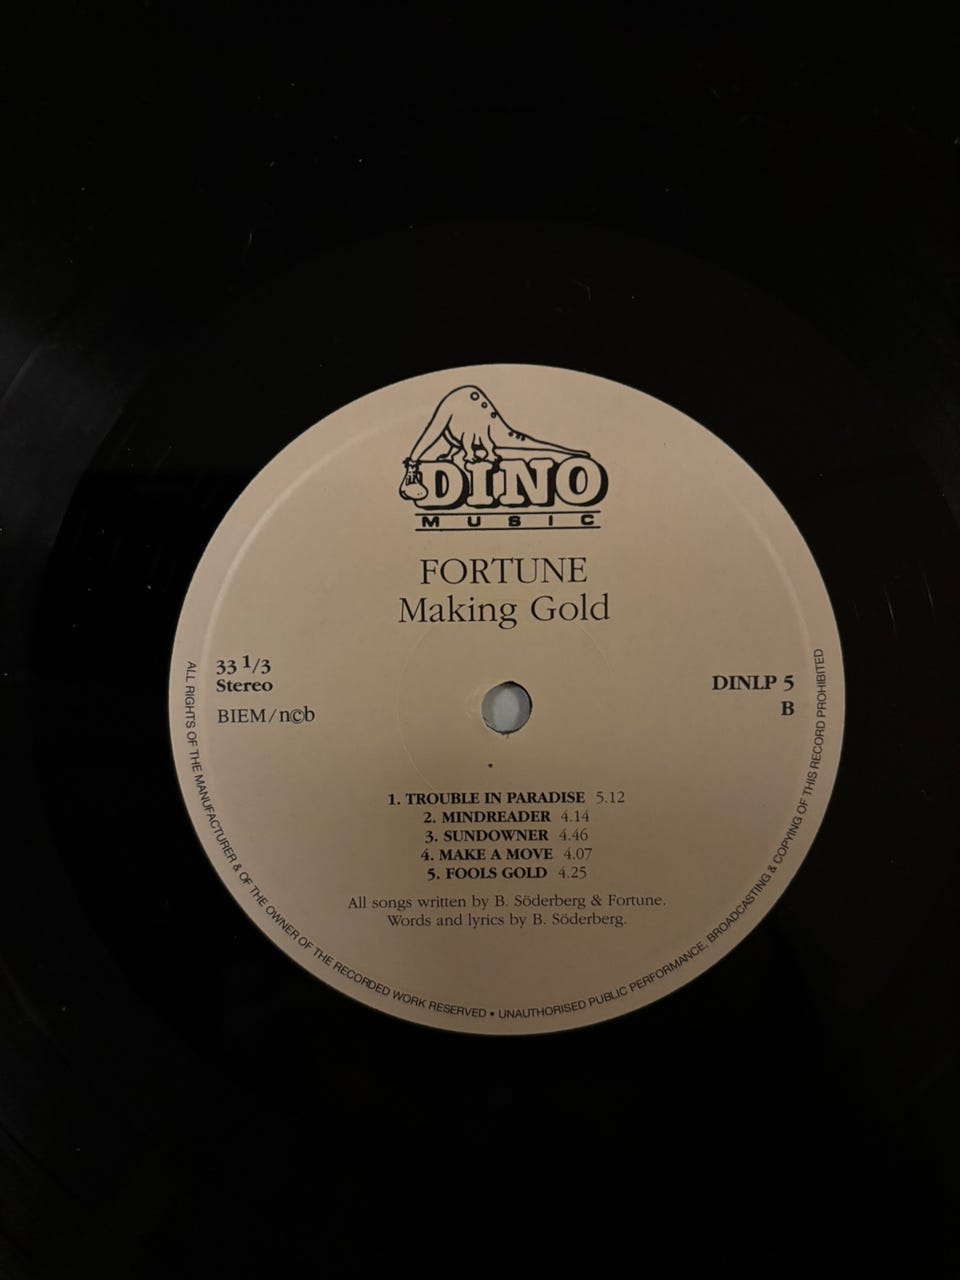 DINO
MUSIC
FORTUNE
Making Gold
33 1/3
Stereo
BIEM/n©b
DINLP 5
B
1. TROUBLE IN PARADISE 5.12
2. MINDREADER 4.14
3. SUNDOWNER 4.46
4. MAKE A MOVE 4.07
5. FOOLS GOLD 4.25
All songs written by B. Söderberg & Fortune.
Words and lyrics by B. Söderberg.
ALL RIGHTS OF THE MANUFACTURER & OF THE OWNER OF THE RECORDED WORK RESERVED • UNAUTHORISED PUBLIC PERFORMANCE, BROADCASTING & COPYING OF THIS RECORD PROHIBITED